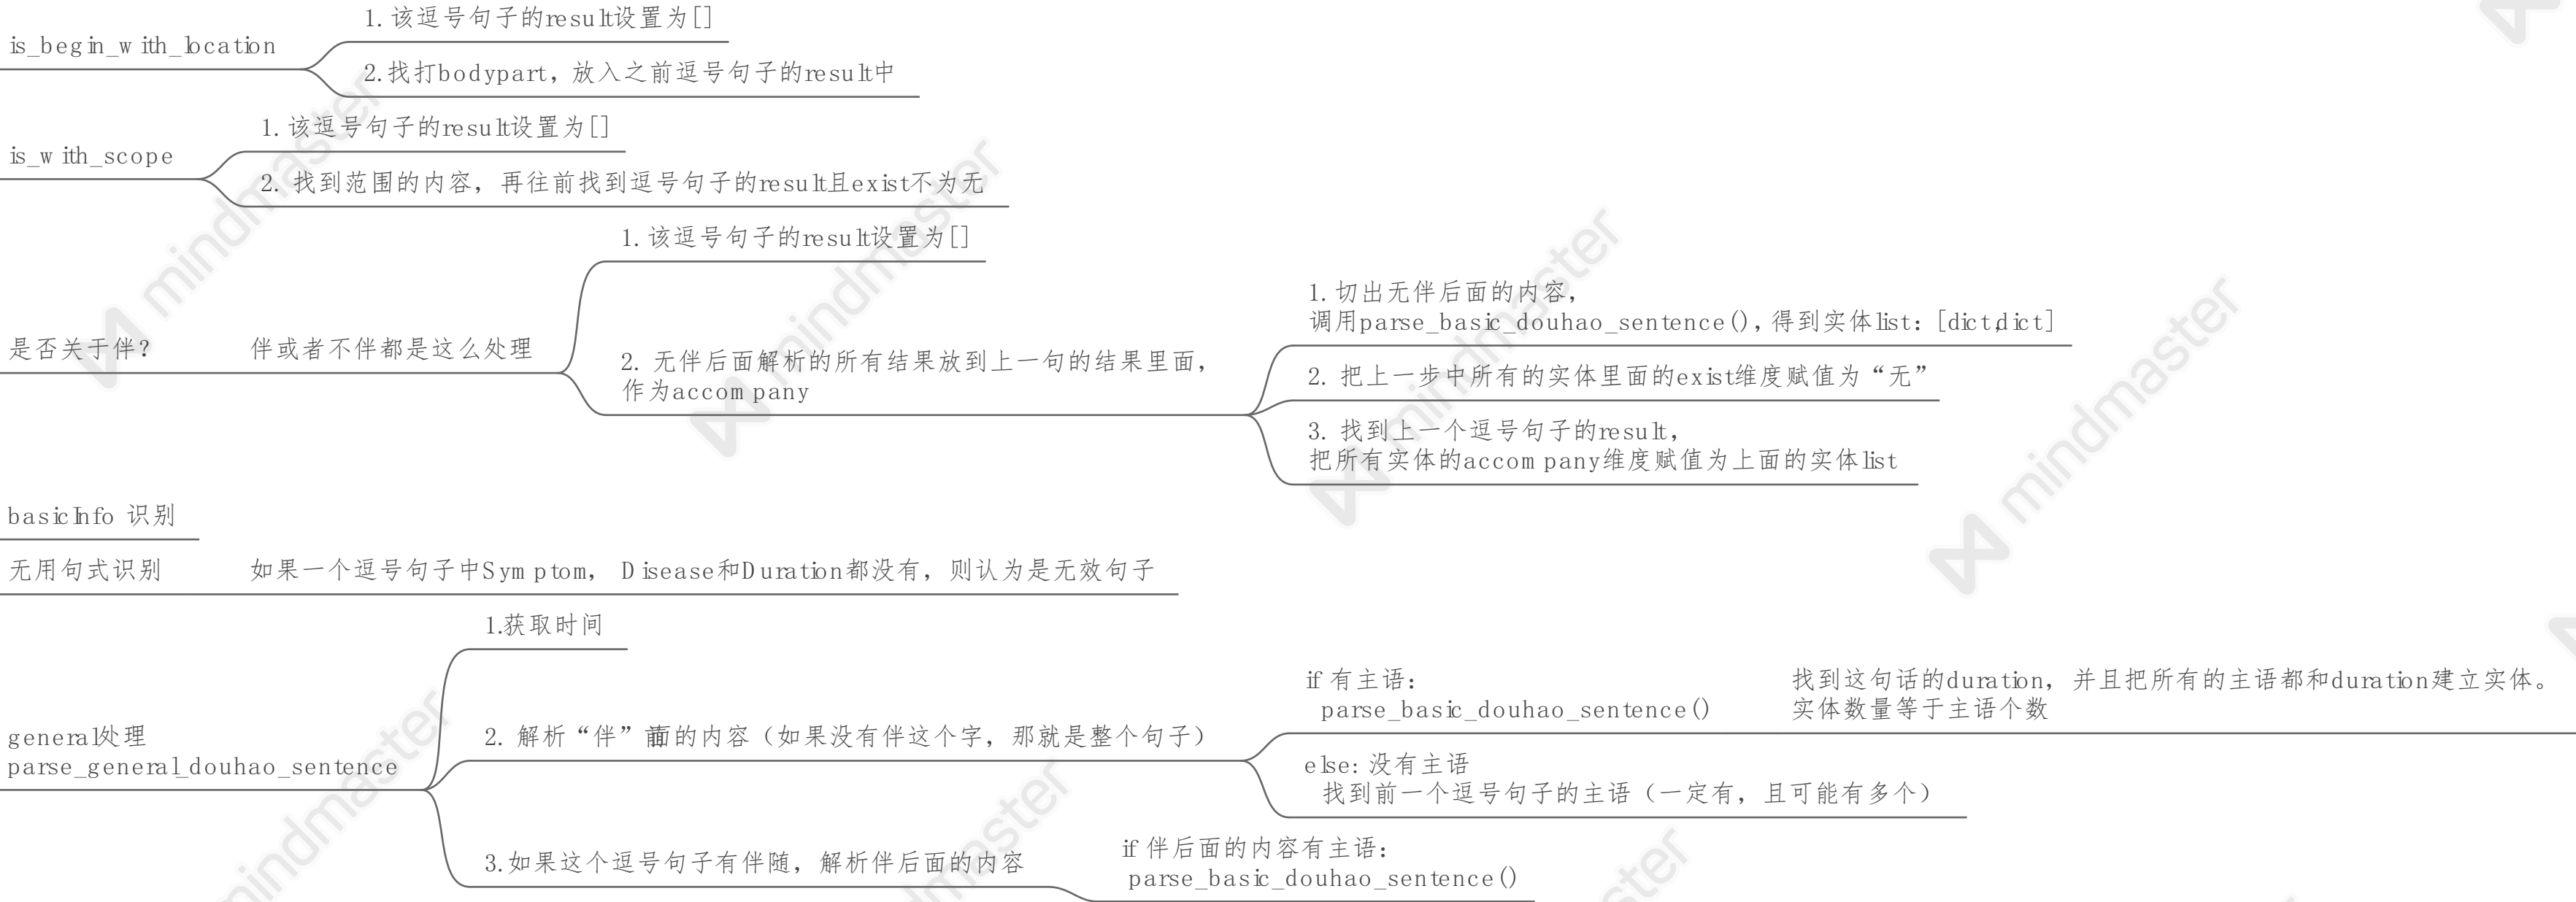 is_begin_with_location
1. 该逗号句子的result设置为[]
2.找打bodypart，放入之前逗号句子的result中
is_with_scope
1. 该逗号句子的result设置为[]
2. 找到范围的内容，再往前找到逗号句子的result且exist不为无
是否关于伴？
伴或者不伴都是这么处理
1. 该逗号句子的result设置为[]
2. 无伴后面解析的所有结果放到上一句的结果里面，
作为accompany
1. 切出无伴后面的内容，
调用parse_basic_douhao_sentence()，得到实体list：[dict,dict]
2. 把上一步中所有的实体里面的exist维度赋值为“无”
3. 找到上一个逗号句子的result，
把所有实体的accompany维度赋值为上面的实体list
basicInfo 识别
无用句式识别
如果一个逗号句子中Symptom， Disease和Duration都没有，则认为是无效句子
general处理
parse_general_douhao_sentence
1.获取时间
2. 解析“伴”前面的内容（如果没有伴这个字，那就是整个句子）
if 有主语：
parse_basic_douhao_sentence()
找到这句话的duration，并且把所有的主语都和duration建立实体。
实体数量等于主语个数
else: 没有主语
找到前一个逗号句子的主语（一定有，且可能有多个）
3.如果这个逗号句子有伴随，解析伴后面的内容
if 伴后面的内容有主语：
parse_basic_douhao_sentence()
mindmaster
mindmaster
mindmaster
mindmaster
mindmaster